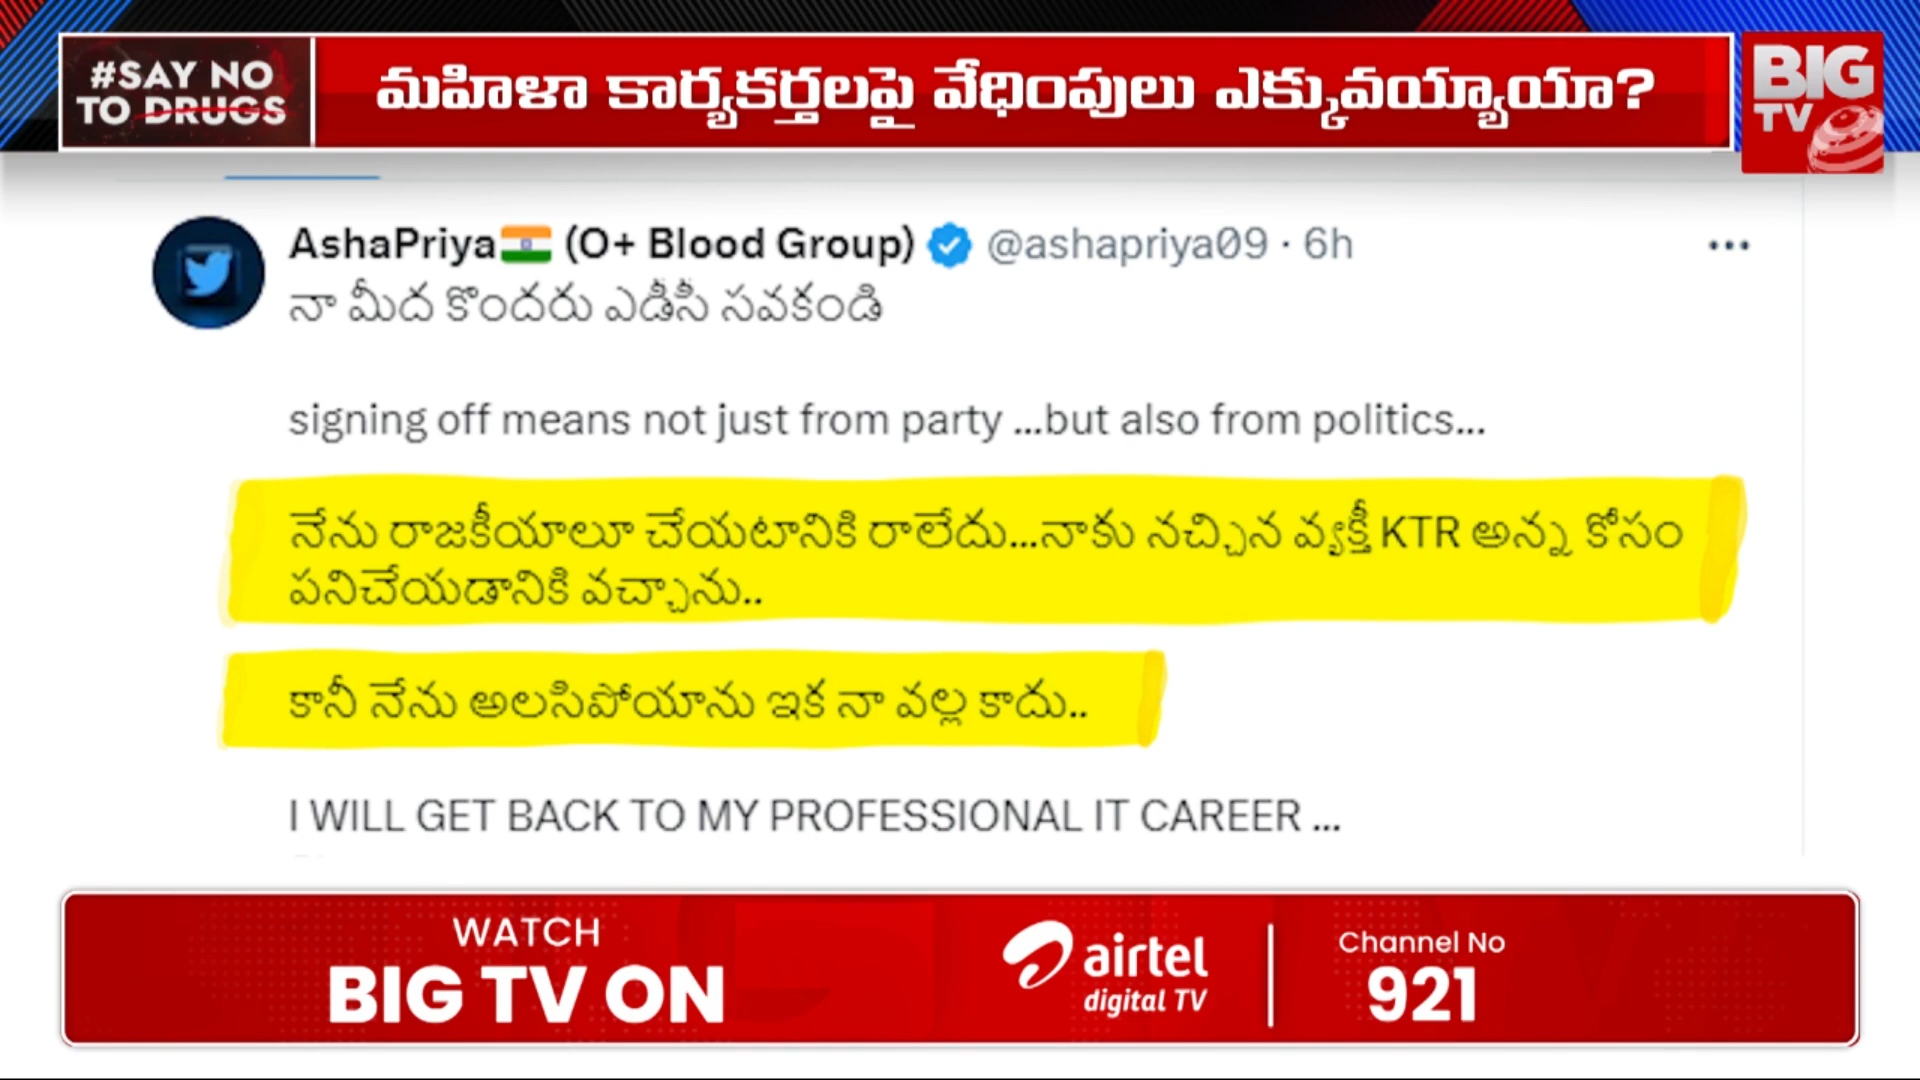 #SAY NO
TO DRUGS
మహిళా కార్యకర్తలపై వేధింపులు ఎక్కువయ్యాయా?
BIG
TV
AshaPriya🇮🇳 (O+ Blood Group) @ashapriya09 · 6h
నా మీద కొందరు ఎడీసీ సవకండి
signing off means not just from party ...but also from politics...
నేను రాజకీయాలూ చేయటానికి రాలేదు...నాకు నచ్చిన వ్యక్తీ KTR అన్న కోసం
పనిచేయడానికి వచ్చాను..
కానీ నేను అలసిపోయాను ఇక నా వల్ల కాదు..
I WILL GET BACK TO MY PROFESSIONAL IT CAREER ...
WATCH
BIG TV ON
airtel
digital TV
Channel No
921